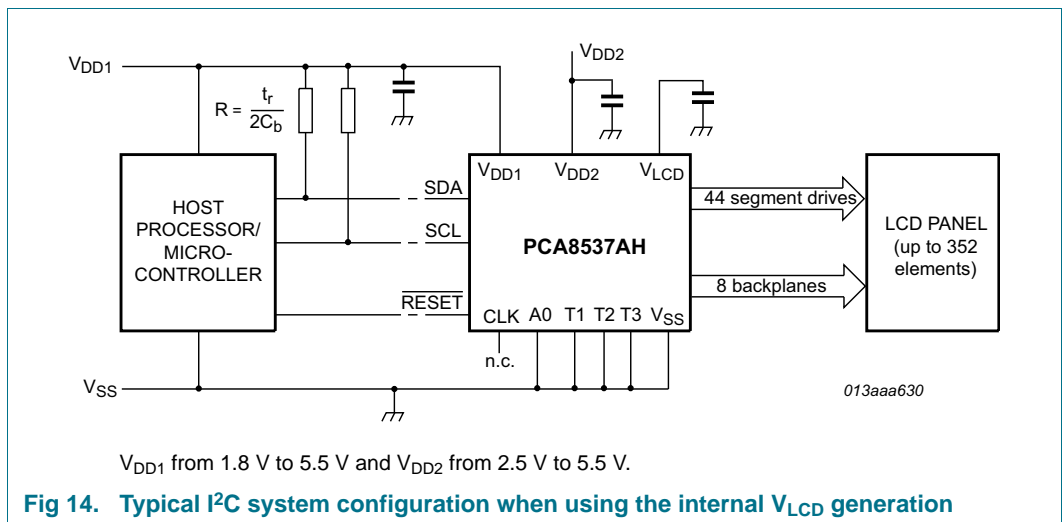 VDD2
VDD1
R = tr
2Cb
VDD1 VDD2 VLCD
HOST
PROCESSOR/
MICRO-
CONTROLLER
SDA
SCL
RESET
PCA8537AH
CLK A0 T1 T2 T3 VSS
n.c.
44 segment drives
8 backplanes
LCD PANEL
(up to 352
elements)
VSS
013aaa630
VDD1 from 1.8 V to 5.5 V and VDD2 from 2.5 V to 5.5 V.
Fig 14. Typical I2C system configuration when using the internal VLCD generation